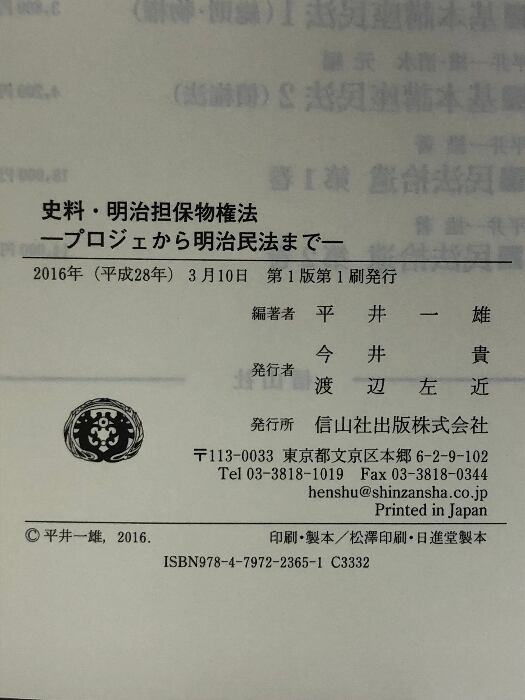 史料・明治担保物権法
―プロジェから明治民法まで―
2016年（平成28年）3月10日 第1版第1刷発行
編著者 平井一雄
発行者 今井貴
渡辺左近
発行所 信山社出版株式会社
〒113-0033 東京都文京区本郷6-2-9-102
Tel 03-3818-1019 Fax 03-3818-0344
henshu@shinzansha.co.jp
Printed in Japan
©平井一雄, 2016. 印刷・製本／松澤印刷・日進堂製本
ISBN978-4-7972-2365-1 C3332